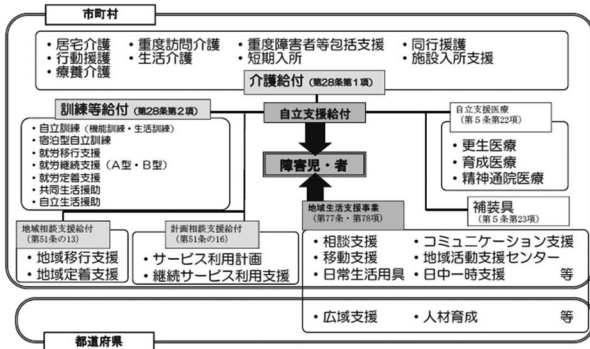 市町村
・居宅介護 ・重度訪問介護 ・重度障害者等包括支援 ・同行援護
・行動援護 ・生活介護 ・短期入所 ・施設入所支援
・療養介護
介護給付(第28条第1項)
訓練等給付(第28条第2項)
・自立訓練(機能訓練・生活訓練)
・宿泊型自立訓練
・就労移行支援
・就労継続支援(A型・B型)
・就労定着支援
・共同生活援助
・自立生活援助
自立支援給付
障害児・者
自立支援医療
(第5条第22項)
・更生医療
・育成医療
・精神通院医療
補装具
(第5条第23項)
地域相談支援給付
(第51条の13)
・地域移行支援
・地域定着支援
計画相談支援給付
(第51条の16)
・サービス利用計画
・継続サービス利用支援
地域生活支援事業
(第77条・第78項)
・相談支援 ・コミュニケーション支援
・移動支援 ・地域活動支援センター
・日常生活用具 ・日中一時支援 等
・広域支援 ・人材育成 等
都道府県